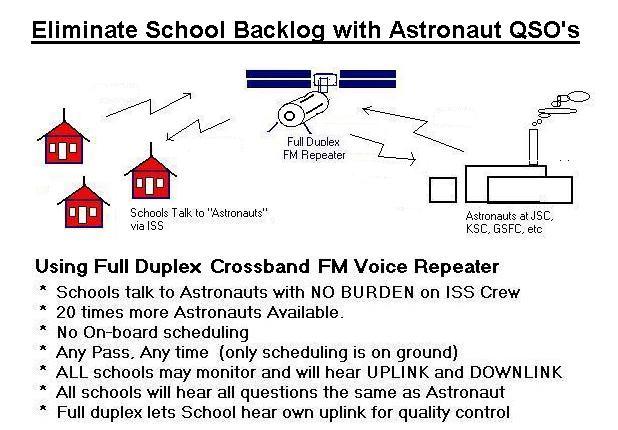 Eliminate School Backlog with Astronaut QSO's
Full Duplex
FM Repeater
Schools Talk to "Astronauts"
via ISS
Astronauts at JSC,
KSC, GSFC, etc
Using Full Duplex Crossband FM Voice Repeater
* Schools talk to Astronauts with NO BURDEN on ISS Crew
* 20 times more Astronauts Available.
* No On-board scheduling
* Any Pass, Any time (only scheduling is on ground)
* ALL schools may monitor and will hear UPLINK and DOWNLINK
* All schools will hear all questions the same as Astronaut
* Full duplex lets School hear own uplink for quality control